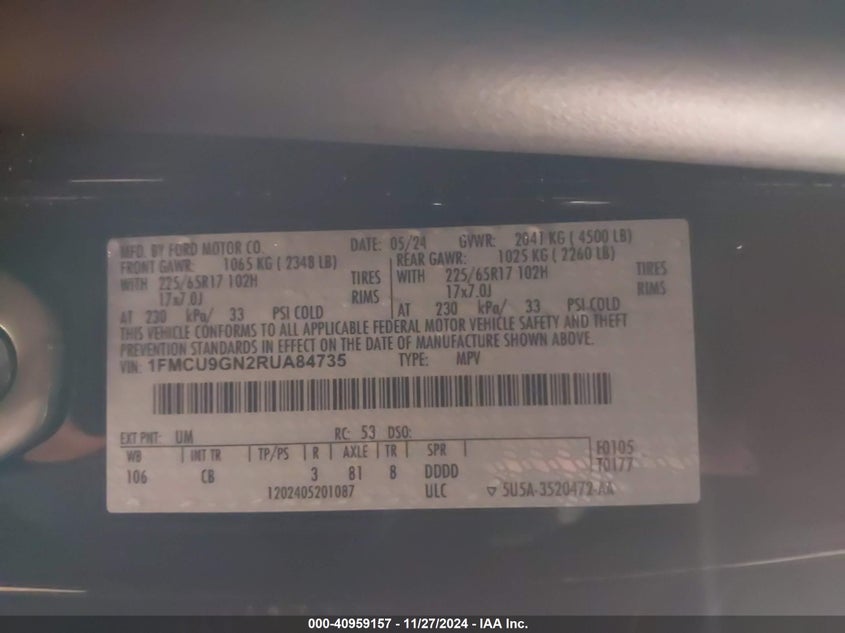 MFD. BY FORD MOTOR CO. DATE: 05/24 GVWR: 2041 KG ( 4500 LB)
FRONT GAWR: 1065 KG ( 2348 LB) REAR GAWR: 1025 KG ( 2260 LB)
WITH 225/65R17 102H TIRES WITH 225/65R17 102H TIRES
17x7.0J RIMS 17x7.0J RIMS
AT 230 kPa/ 33 PSI COLD AT 230 kPa/ 33 PSI COLD
THIS VEHICLE CONFORMS TO ALL APPLICABLE FEDERAL MOTOR VEHICLE SAFETY AND THEFT
PREVENTION STANDARDS IN EFFECT ON THE DATE OF MANUFACTURE SHOWN ABOVE.
VIN: 1FMCU9GN2RUA84735 TYPE: MPV
EXT PNT: UM RC: 53 DSO:
WB INT TR TP/PS R AXLE TR SPR F0105
106 CB 3 81 8 DDDD T0177
1202405201087 ULC ▽ 5U5A-3520472-AA
000-40959157 - 11/27/2024 - IAA Inc.